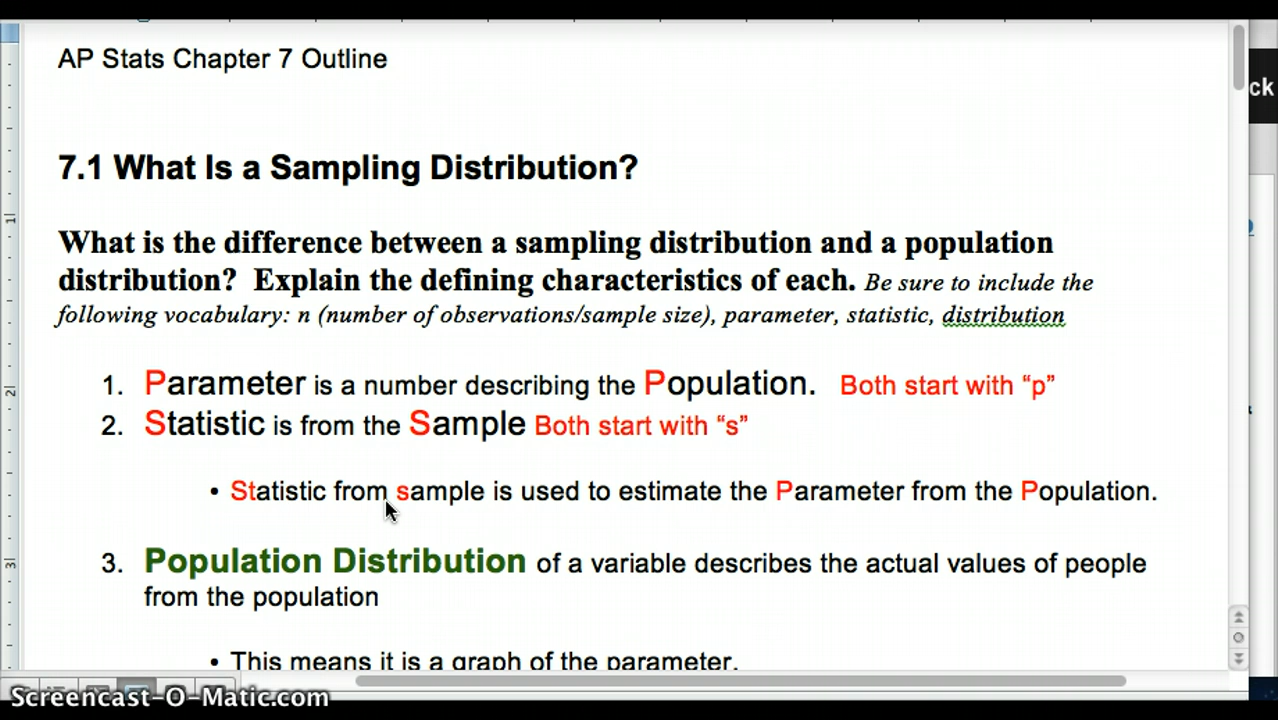 AP Stats Chapter 7 Outline
ck
7.1 What Is a Sampling Distribution?
What is the difference between a sampling distribution and a population
distribution?  Explain the defining characteristics of each. Be sure to include the
following vocabulary: n (number of observations/sample size), parameter, statistic, distribution
1. Parameter is a number describing the Population. Both start with “p”
2. Statistic is from the Sample Both start with “s”
• Statistic from sample is used to estimate the Parameter from the Population.
3. Population Distribution of a variable describes the actual values of people
from the population
• This means it is a graph of the parameter.
1
2
3
Screencast-O-Matic.com